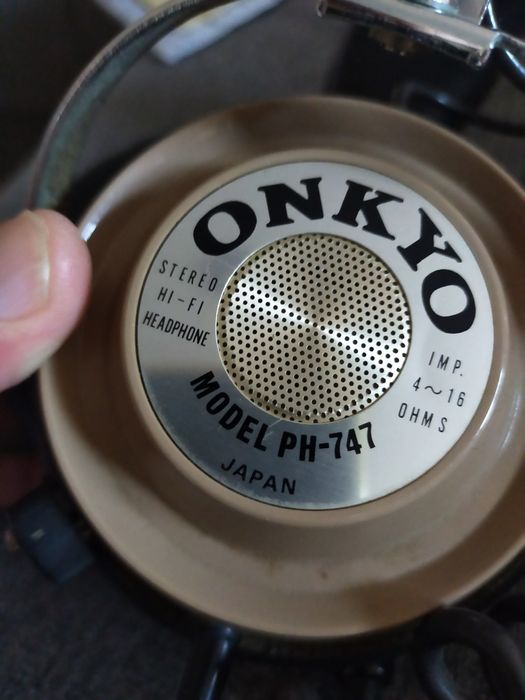 ONKYO
STEREO
HI-FI
HEADPHONE
IMP.
4～16
OHMS
MODEL PH-747
JAPAN